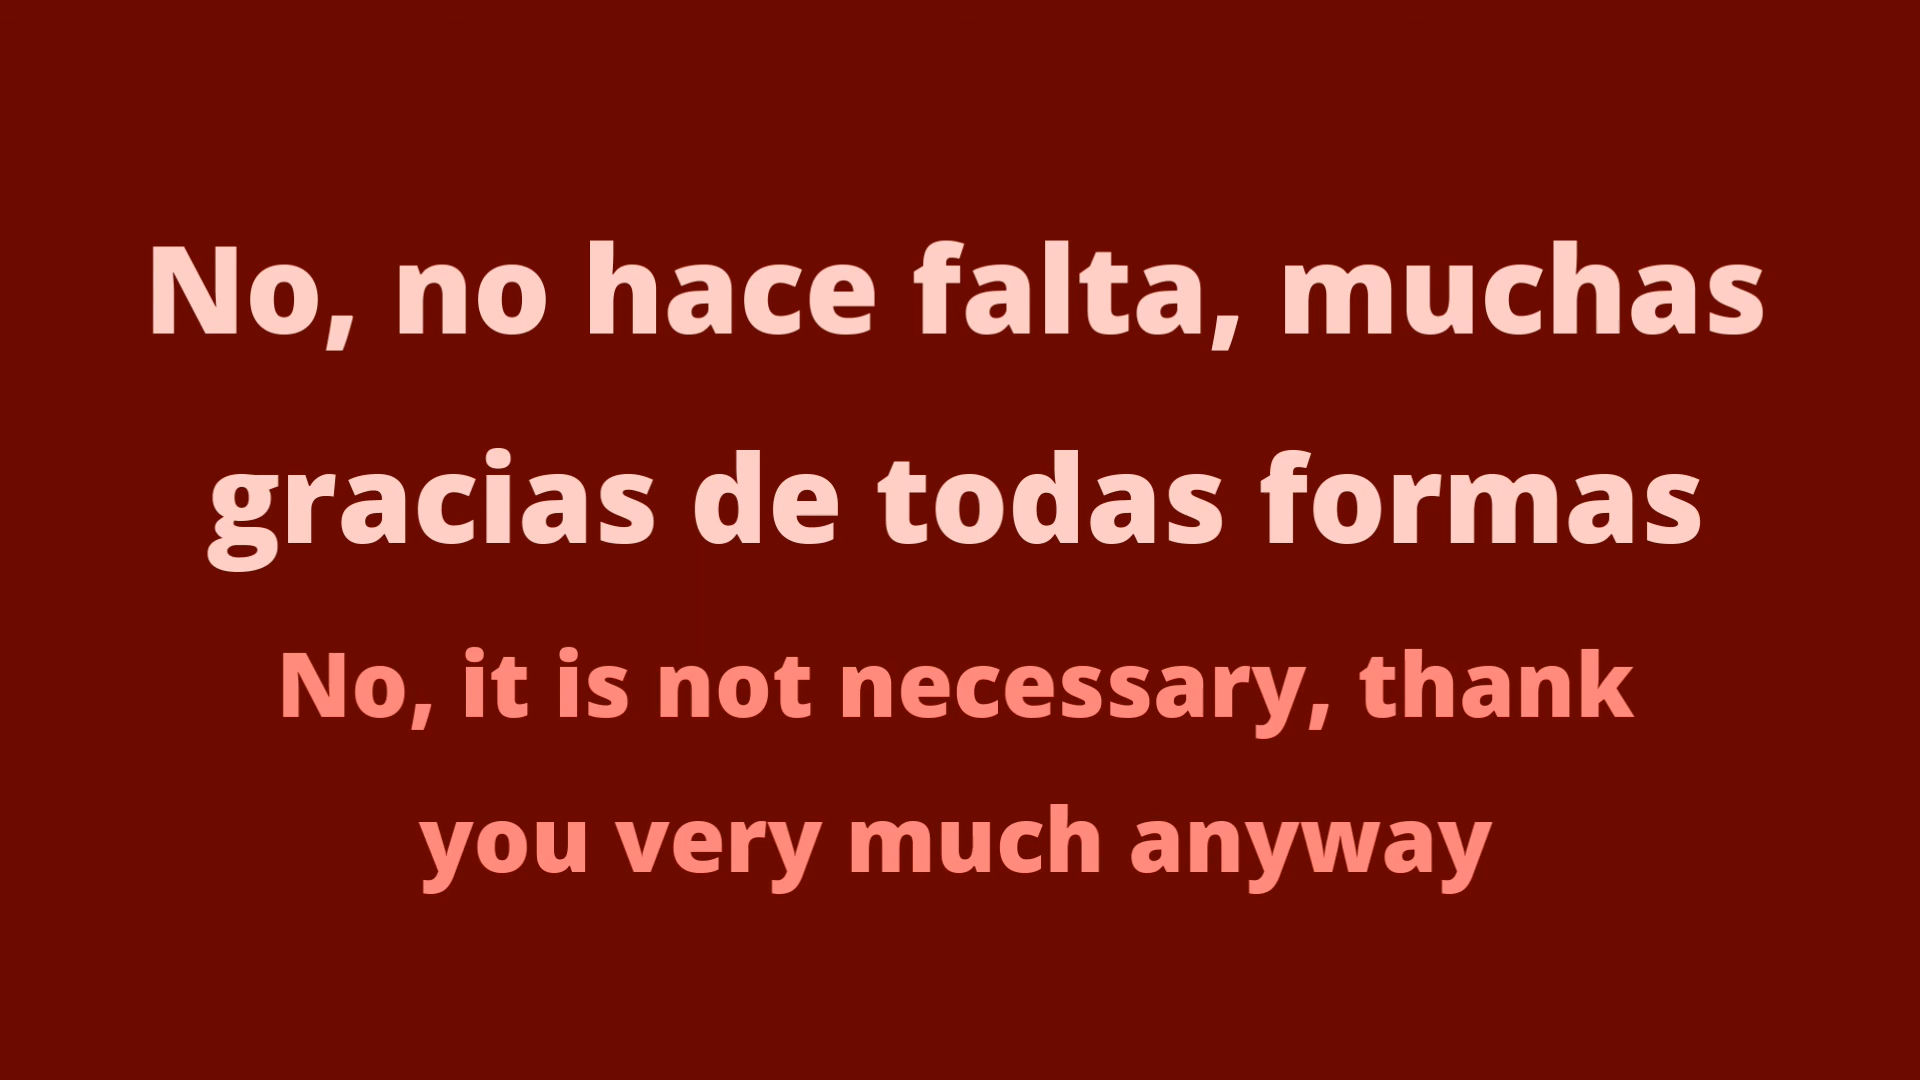 No, no hace falta, muchas
gracias de todas formas
No, it is not necessary, thank
you very much anyway